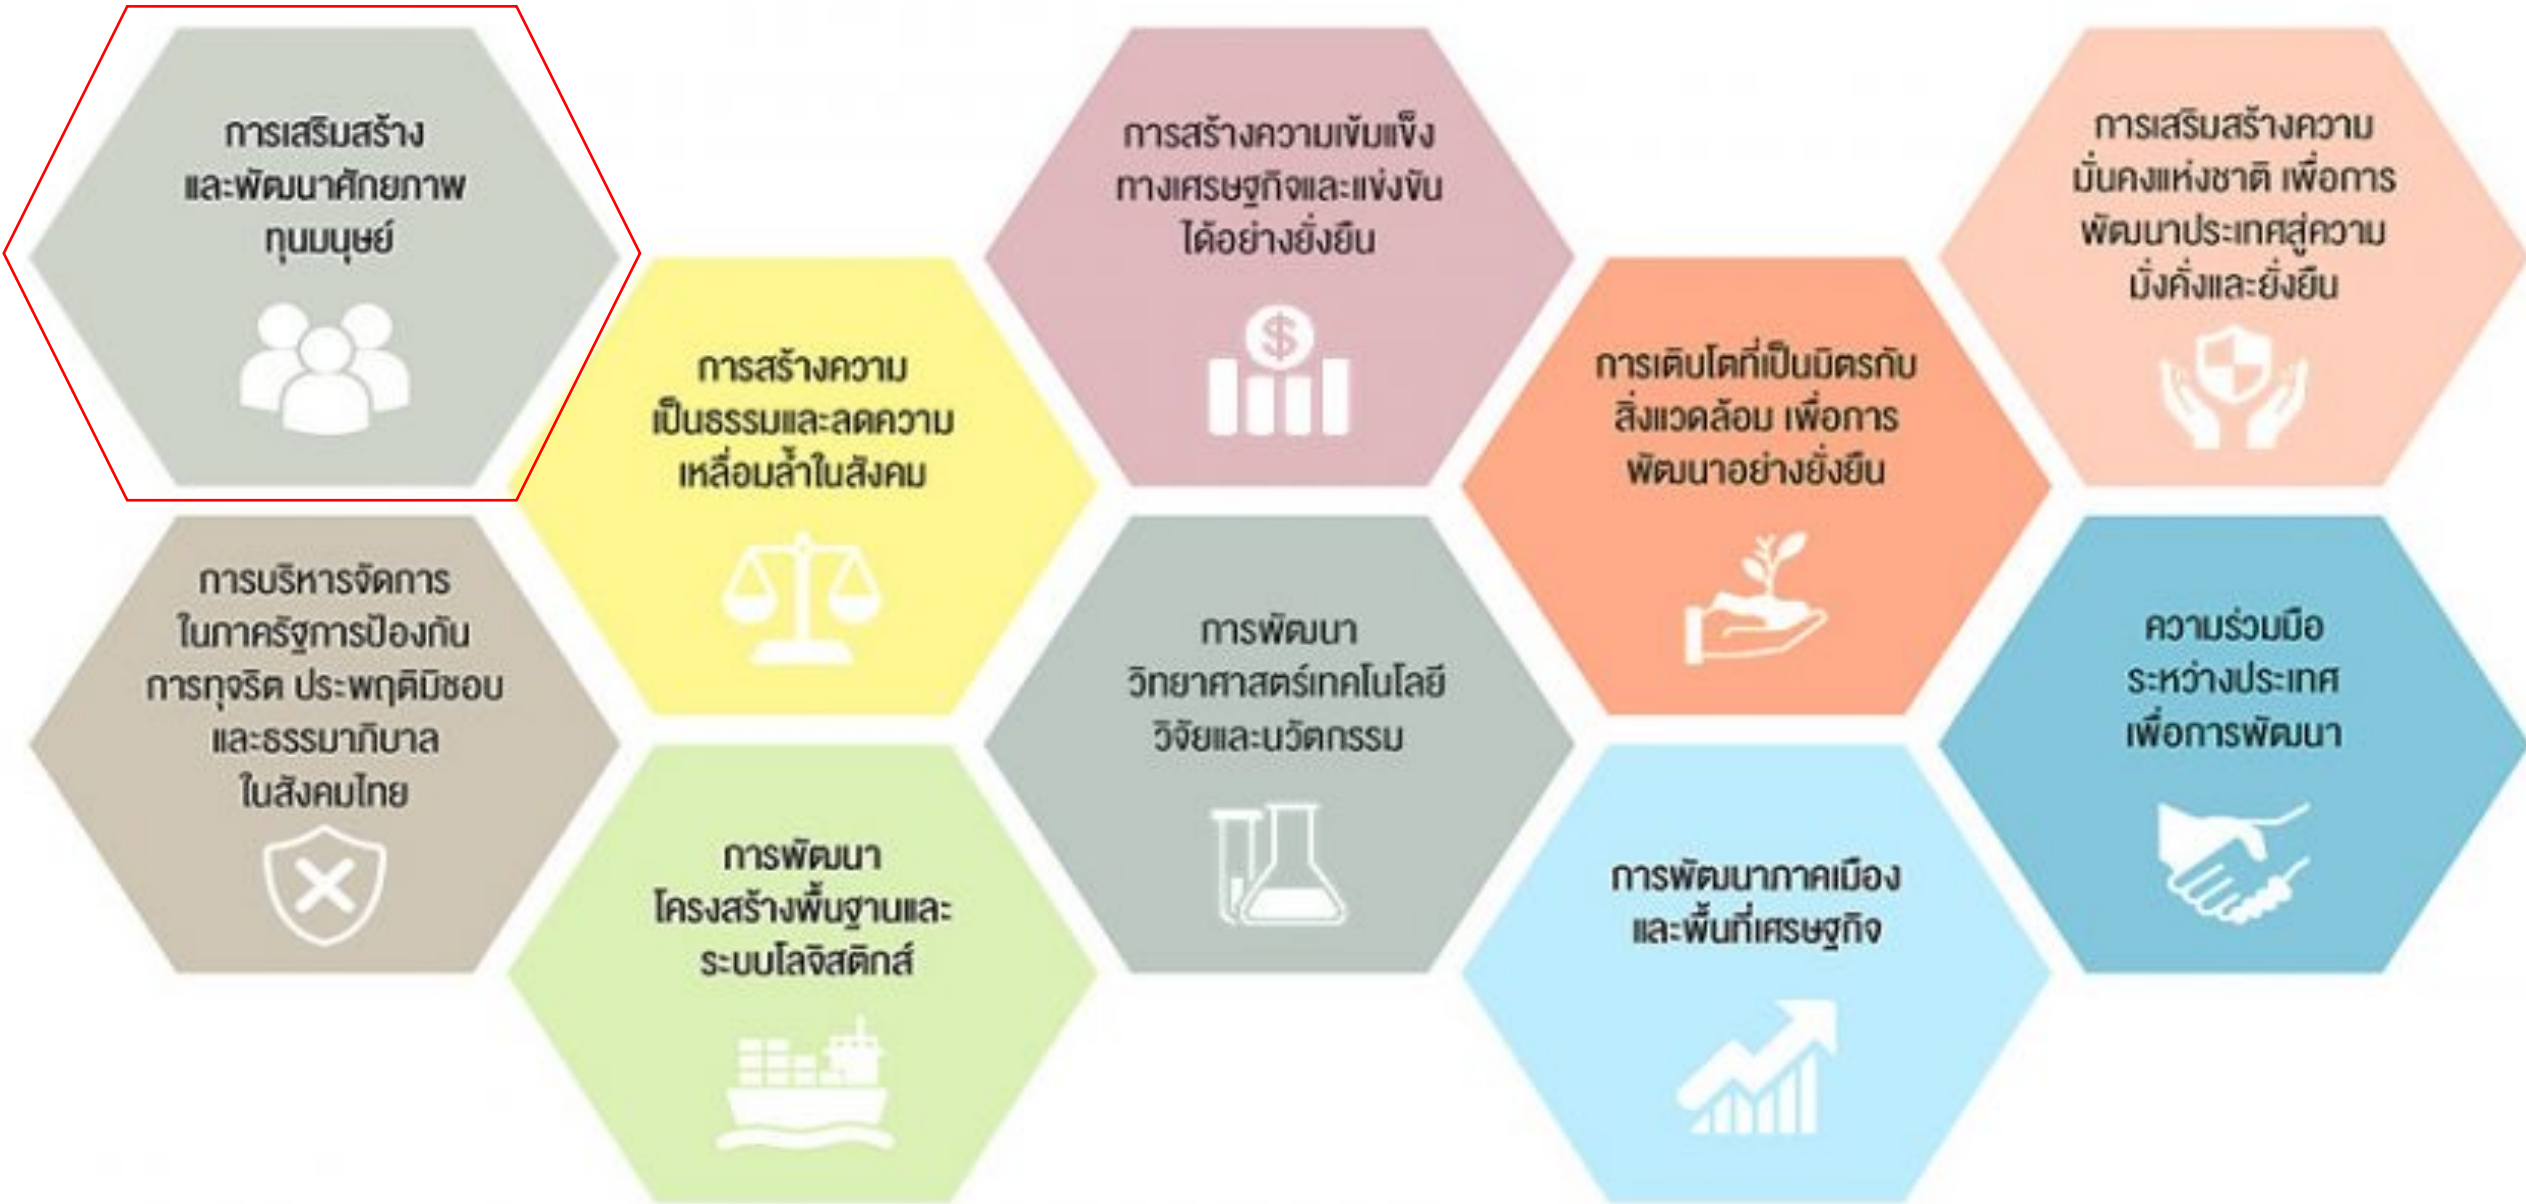 การเสริมสร้าง
และพัฒนาศักยภาพ
ทุนมนุษย์
การสร้างความ
เป็นธรรมและลดความ
เหลื่อมล้ำในสังคม
การสร้างความเข้มแข็ง
ทางเศรษฐกิจและแข่งขัน
ได้อย่างยั่งยืน
การเติบโตที่เป็นมิตรกับ
สิ่งแวดล้อม เพื่อการ
พัฒนาอย่างยั่งยืน
การเสริมสร้างความ
มั่นคงแห่งชาติ เพื่อการ
พัฒนาประเทศสู่ความ
มั่งคั่งและยั่งยืน
การบริหารจัดการ
ในภาครัฐการป้องกัน
การทุจริต ประพฤติมิชอบ
และธรรมาภิบาล
ในสังคมไทย
การพัฒนา
โครงสร้างพื้นฐานและ
ระบบโลจิสติกส์
การพัฒนา
วิทยาศาสตร์เทคโนโลยี
วิจัยและนวัตกรรม
การพัฒนาภาคเมือง
และพื้นที่เศรษฐกิจ
ความร่วมมือ
ระหว่างประเทศ
เพื่อการพัฒนา
$